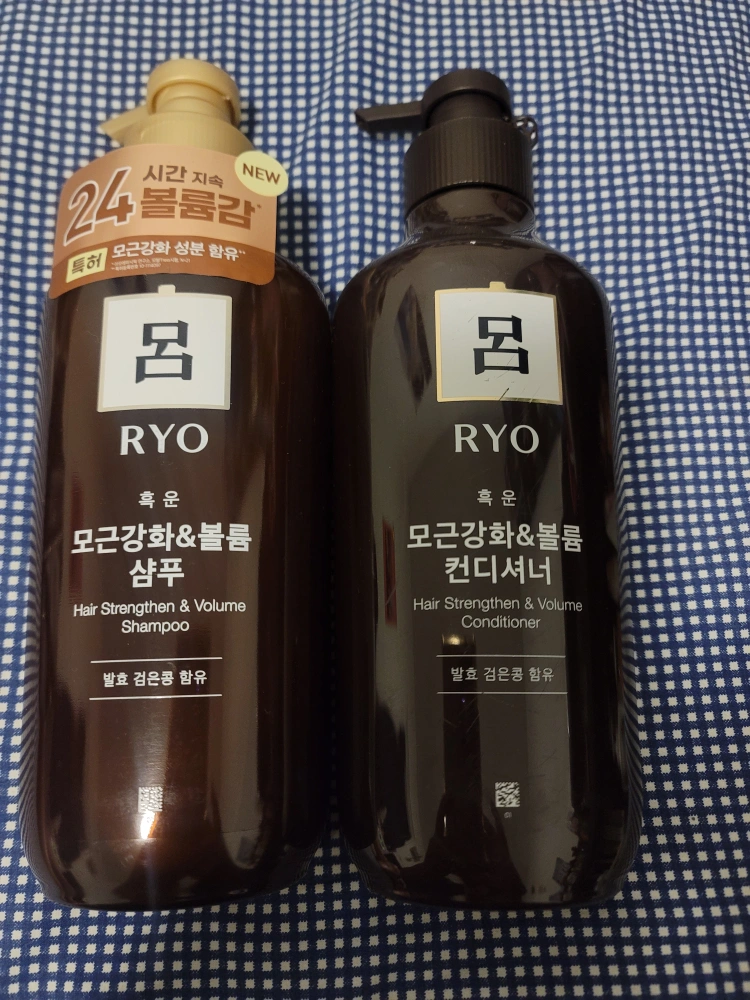 24
시간 지속
볼륨감*
NEW
특허
모근강화 성분 함유**
呂
RYO
흑운
모근강화&볼륨
샴푸
Hair Strengthen & Volume
Shampoo
발효 검은콩 함유
呂
RYO
흑운
모근강화&볼륨
컨디셔너
Hair Strengthen & Volume
Conditioner
발효 검은콩 함유